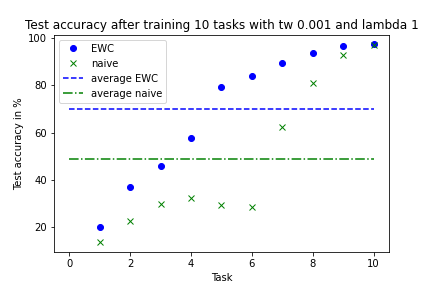 Test accuracy after training 10 tasks with tw 0.001 and lambda 1
100
80
60
40
20
Test accuracy in %
EWC
naive
average EWC
average naive
0 2 4 6 8 10
Task